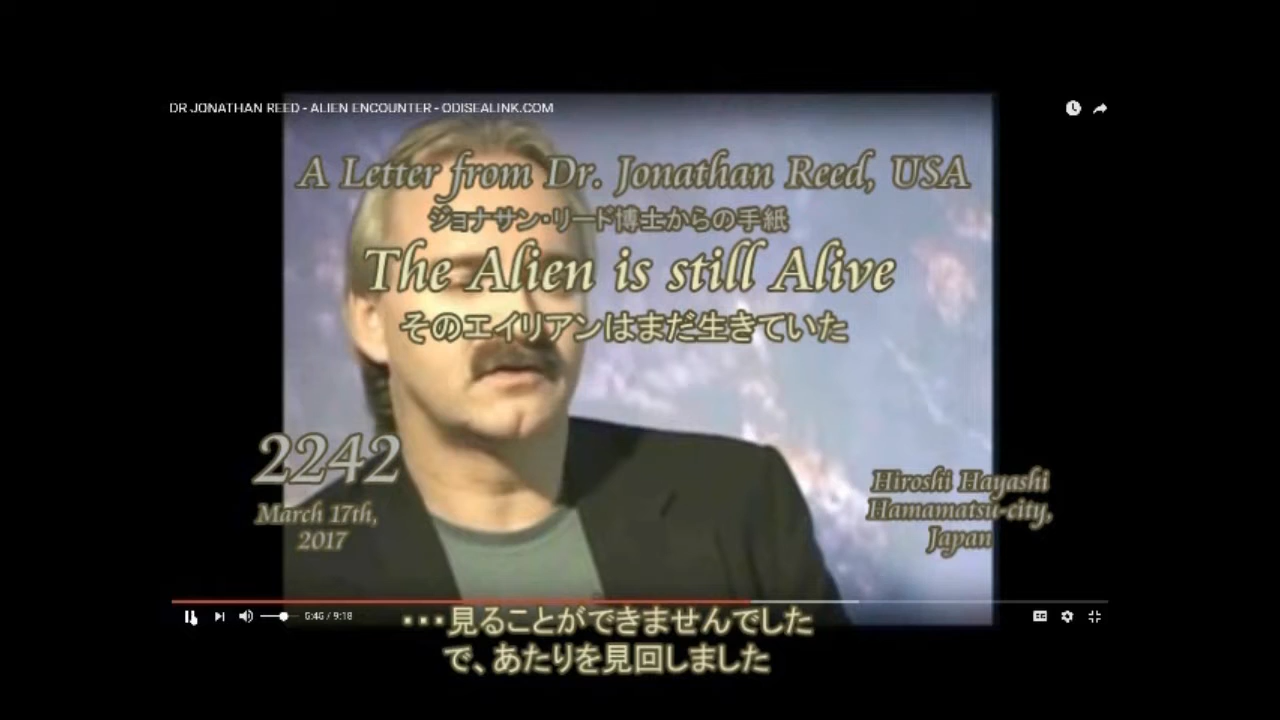 DR JONATHAN REED - ALIEN ENCOUNTER - ODISEALINK.COM
A Letter from Dr. Jonathan Reed, USA
ジョナサン・リード博士からの手紙
The Alien is still Alive
そのエイリアンはまだ生きていた
2242
March 17th,
2017
Hiroshi Hayashi
Hamamatsu-city,
Japan
5:46 / 9:18
・・・見ることができませんでした
で、あたりを見回しました